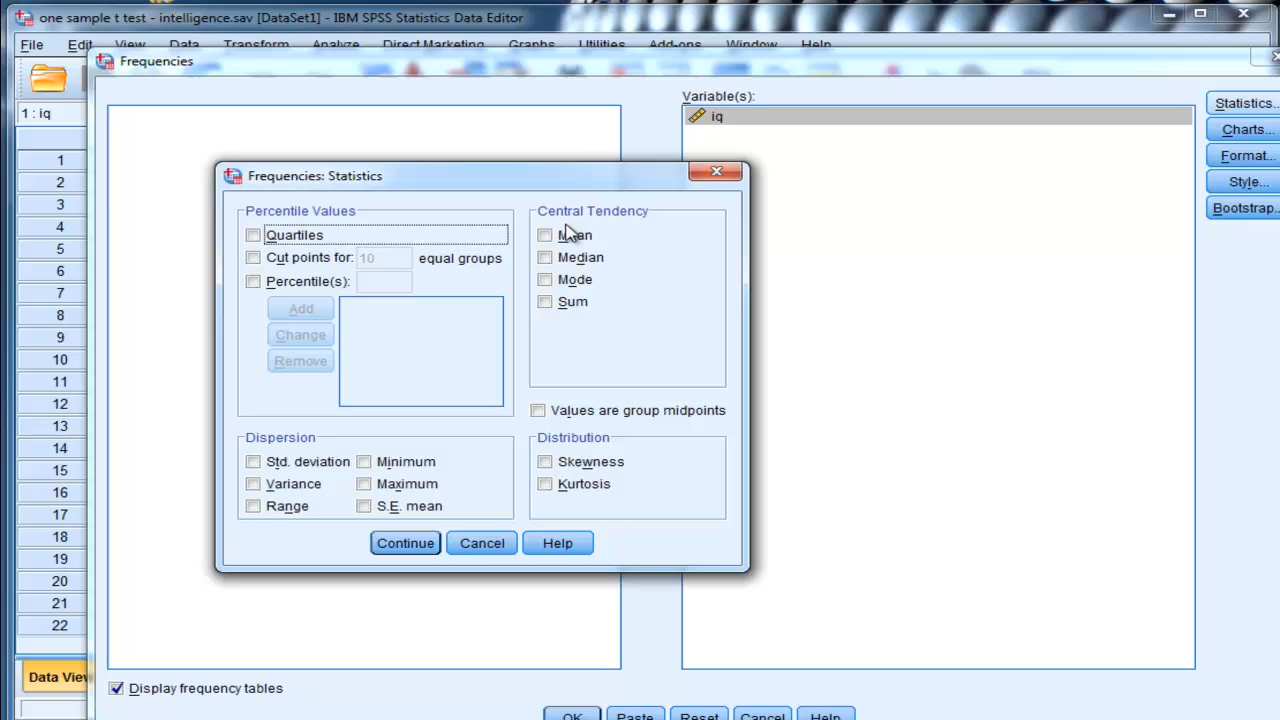 one sample t test - intelligence.sav [DataSet1] - IBM SPSS Statistics Data Editor
File Edit View Data Transform Analyze Direct Marketing Graphs Utilities Add-ons Window Help
Frequencies
1 : iq
Variable(s):
iq
Statistics...
Charts...
Format...
Style...
Bootstrap...
Frequencies: Statistics
Percentile Values
Quartiles
Cut points for: 10 equal groups
Percentile(s):
Add
Change
Remove
Central Tendency
Mean
Median
Mode
Sum
Values are group midpoints
Dispersion
Std. deviation Minimum
Variance Maximum
Range S.E. mean
Distribution
Skewness
Kurtosis
Continue Cancel Help
1
2
3
4
5
6
7
8
9
10
11
12
13
14
15
16
17
18
19
20
21
22
Data View
Display frequency tables
OK Paste Reset Cancel Help